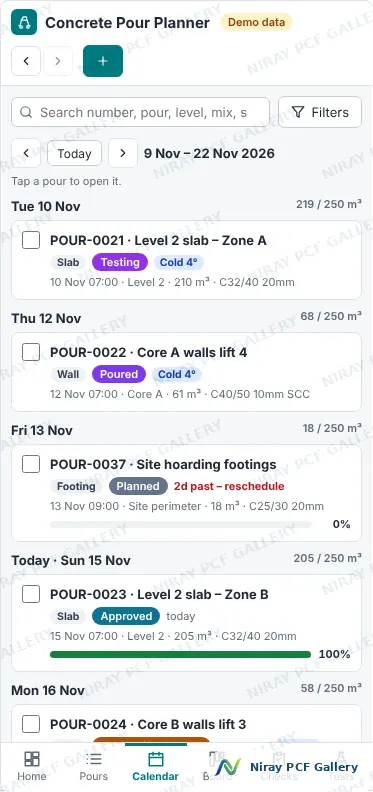 Concrete Pour Planner
Demo data
Search number, pour, level, mix, s
Filters
Today
9 Nov – 22 Nov 2026
Tap a pour to open it.
Tue 10 Nov
219 / 250 m³
POUR-0021 · Level 2 slab – Zone A
Slab
Testing
Cold 4°
10 Nov 07:00 · Level 2 · 210 m³ · C32/40 20mm
Thu 12 Nov
68 / 250 m³
POUR-0022 · Core A walls lift 4
Wall
Poured
Cold 4°
12 Nov 07:00 · Core A · 61 m³ · C40/50 10mm SCC
Fri 13 Nov
18 / 250 m³
POUR-0037 · Site hoarding footings
Footing
Planned
2d past – reschedule
13 Nov 09:00 · Site perimeter · 18 m³ · C25/30 20mm
0%
Today · Sun 15 Nov
205 / 250 m³
POUR-0023 · Level 2 slab – Zone B
Slab
Approved
today
15 Nov 07:00 · Level 2 · 205 m³ · C32/40 20mm
100%
Mon 16 Nov
58 / 250 m³
POUR-0024 · Core B walls lift 3
Home
Pours
Calendar
Checks
Tests
Niray PCF Gallery
NIRAY PCF GALLERY